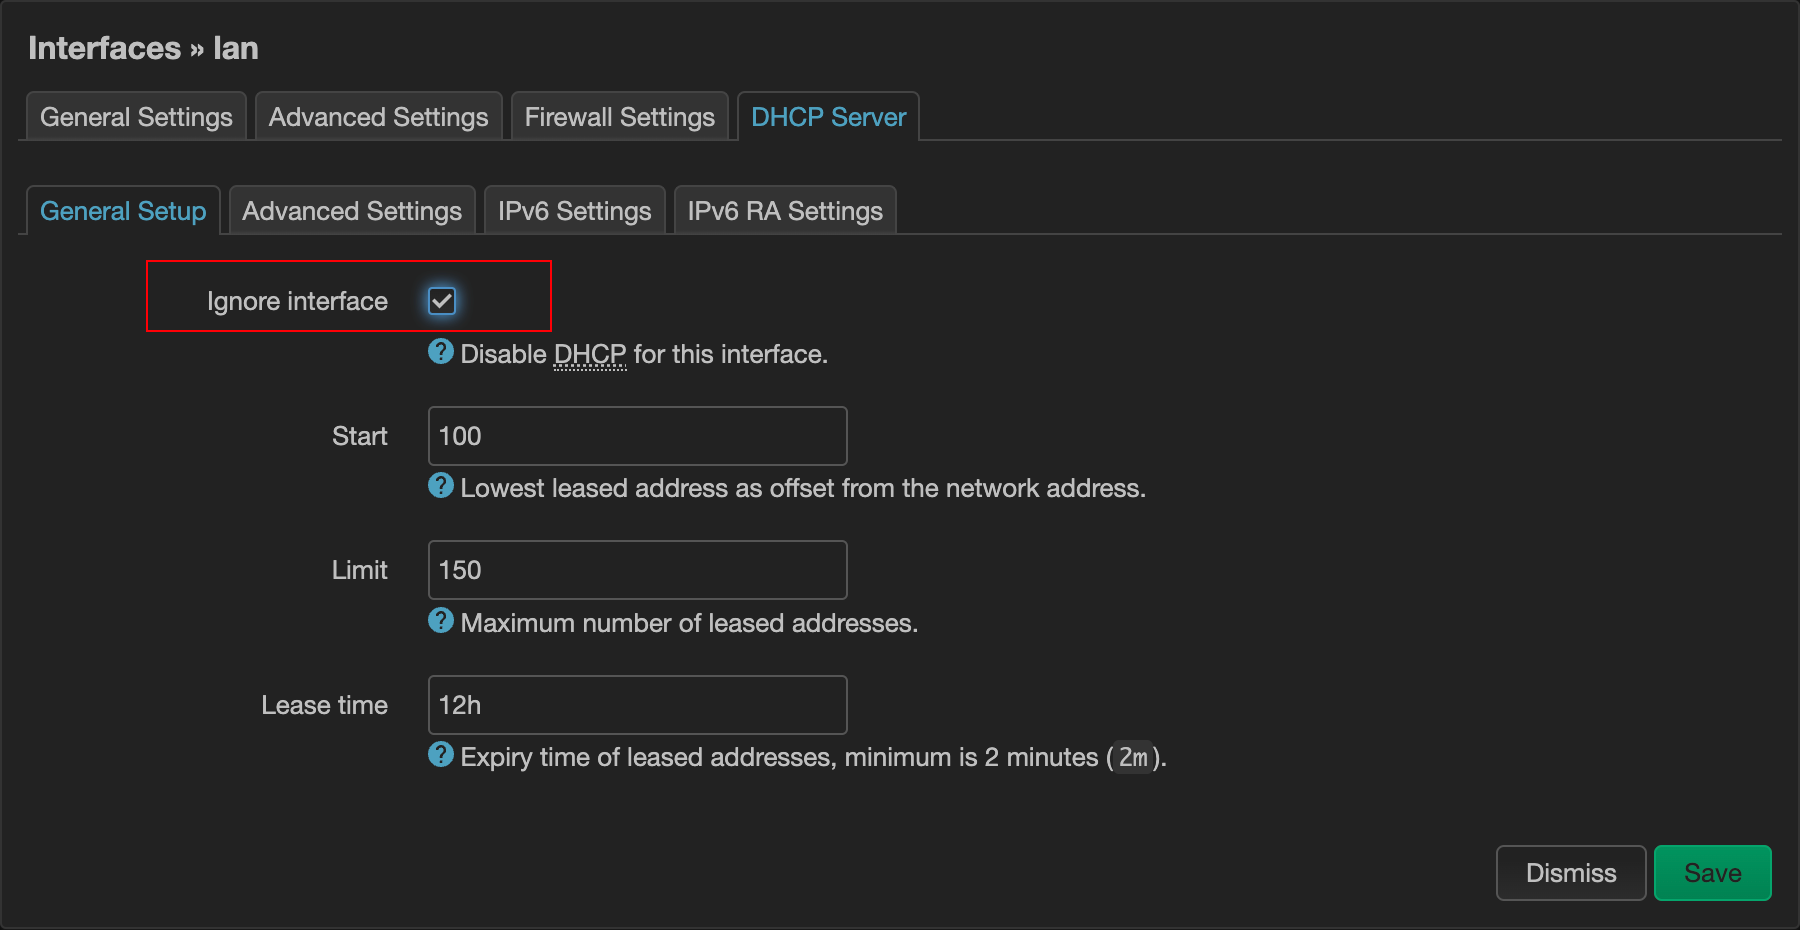 Interfaces » lan
General Settings Advanced Settings Firewall Settings DHCP Server
General Setup Advanced Settings IPv6 Settings IPv6 RA Settings
Ignore interface
Disable DHCP for this interface.
Start 100
Lowest leased address as offset from the network address.
Limit 150
Maximum number of leased addresses.
Lease time 12h
Expiry time of leased addresses, minimum is 2 minutes (2m).
Dismiss Save